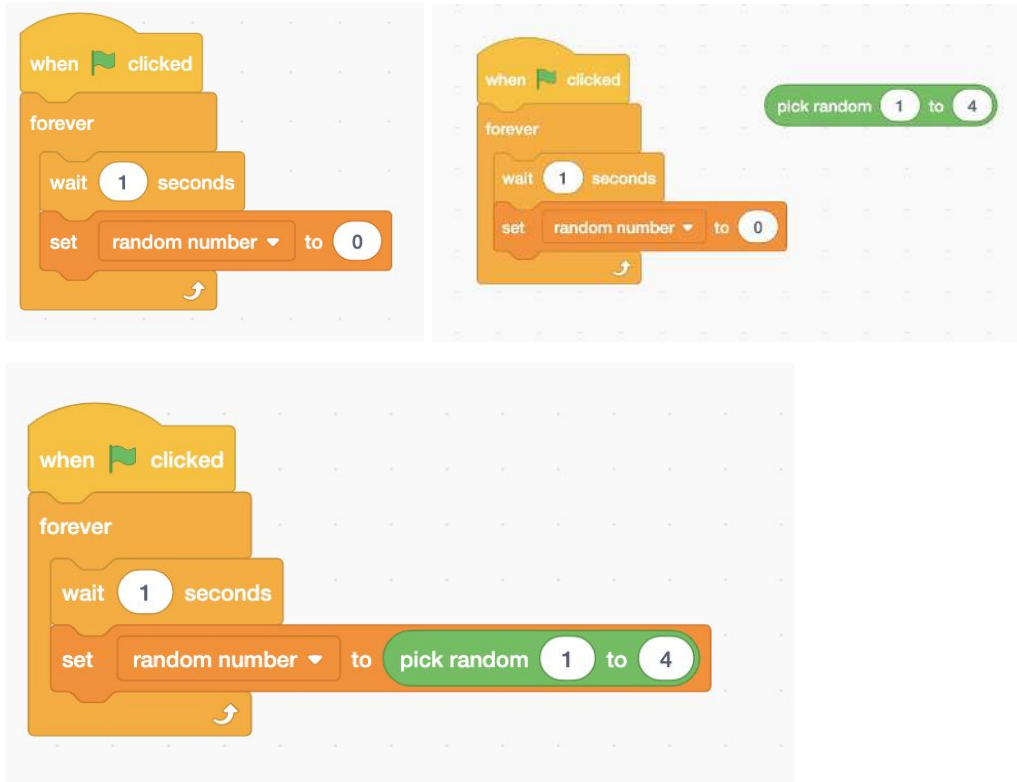 when clicked
forever
wait 1 seconds
set random number to 0
when clicked
forever
wait 1 seconds
set random number to 0
pick random 1 to 4
when clicked
forever
wait 1 seconds
set random number to pick random 1 to 4